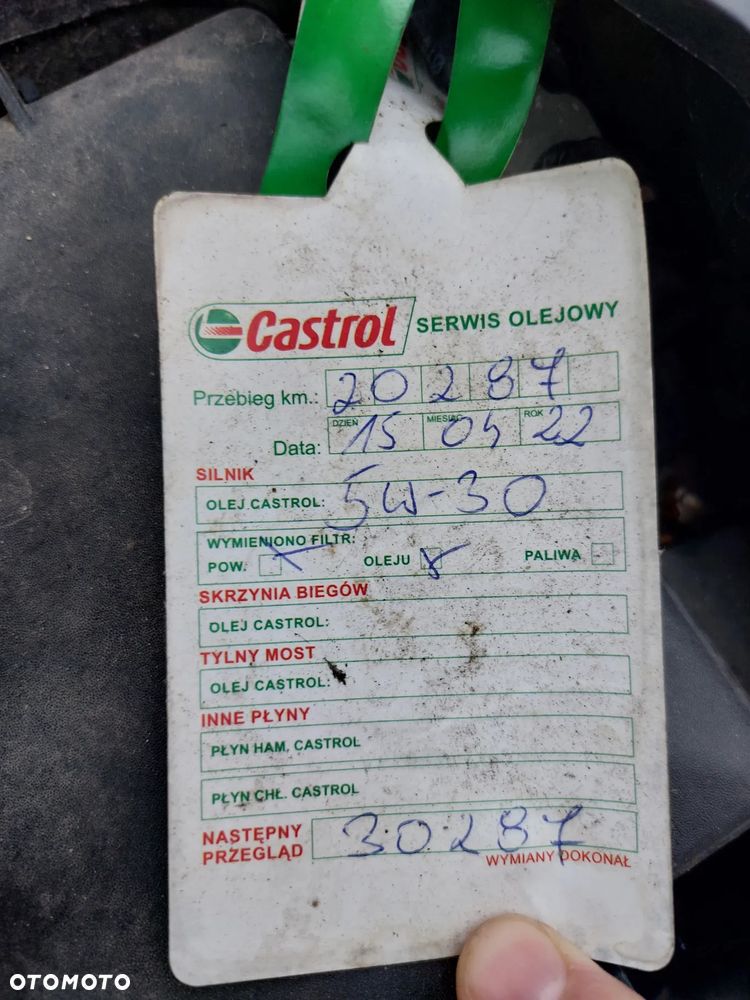 Castrol SERWIS OLEJOWY
Przebieg km.: 20287
DZIEŃ MIESIĄC ROK
Data: 15 04 22
SILNIK
OLEJ CASTROL: 5W-30
WYMIENIONO FILTR:
POW. OLEJU PALIWA
SKRZYNIA BIEGÓW
OLEJ CASTROL:
TYLNY MOST
OLEJ CASTROL:
INNE PŁYNY
PŁYN HAM. CASTROL
PŁYN CHŁ. CASTROL
NASTĘPNY
PRZEGLĄD 30287
WYMIANY DOKONAŁ
OTOMOTO